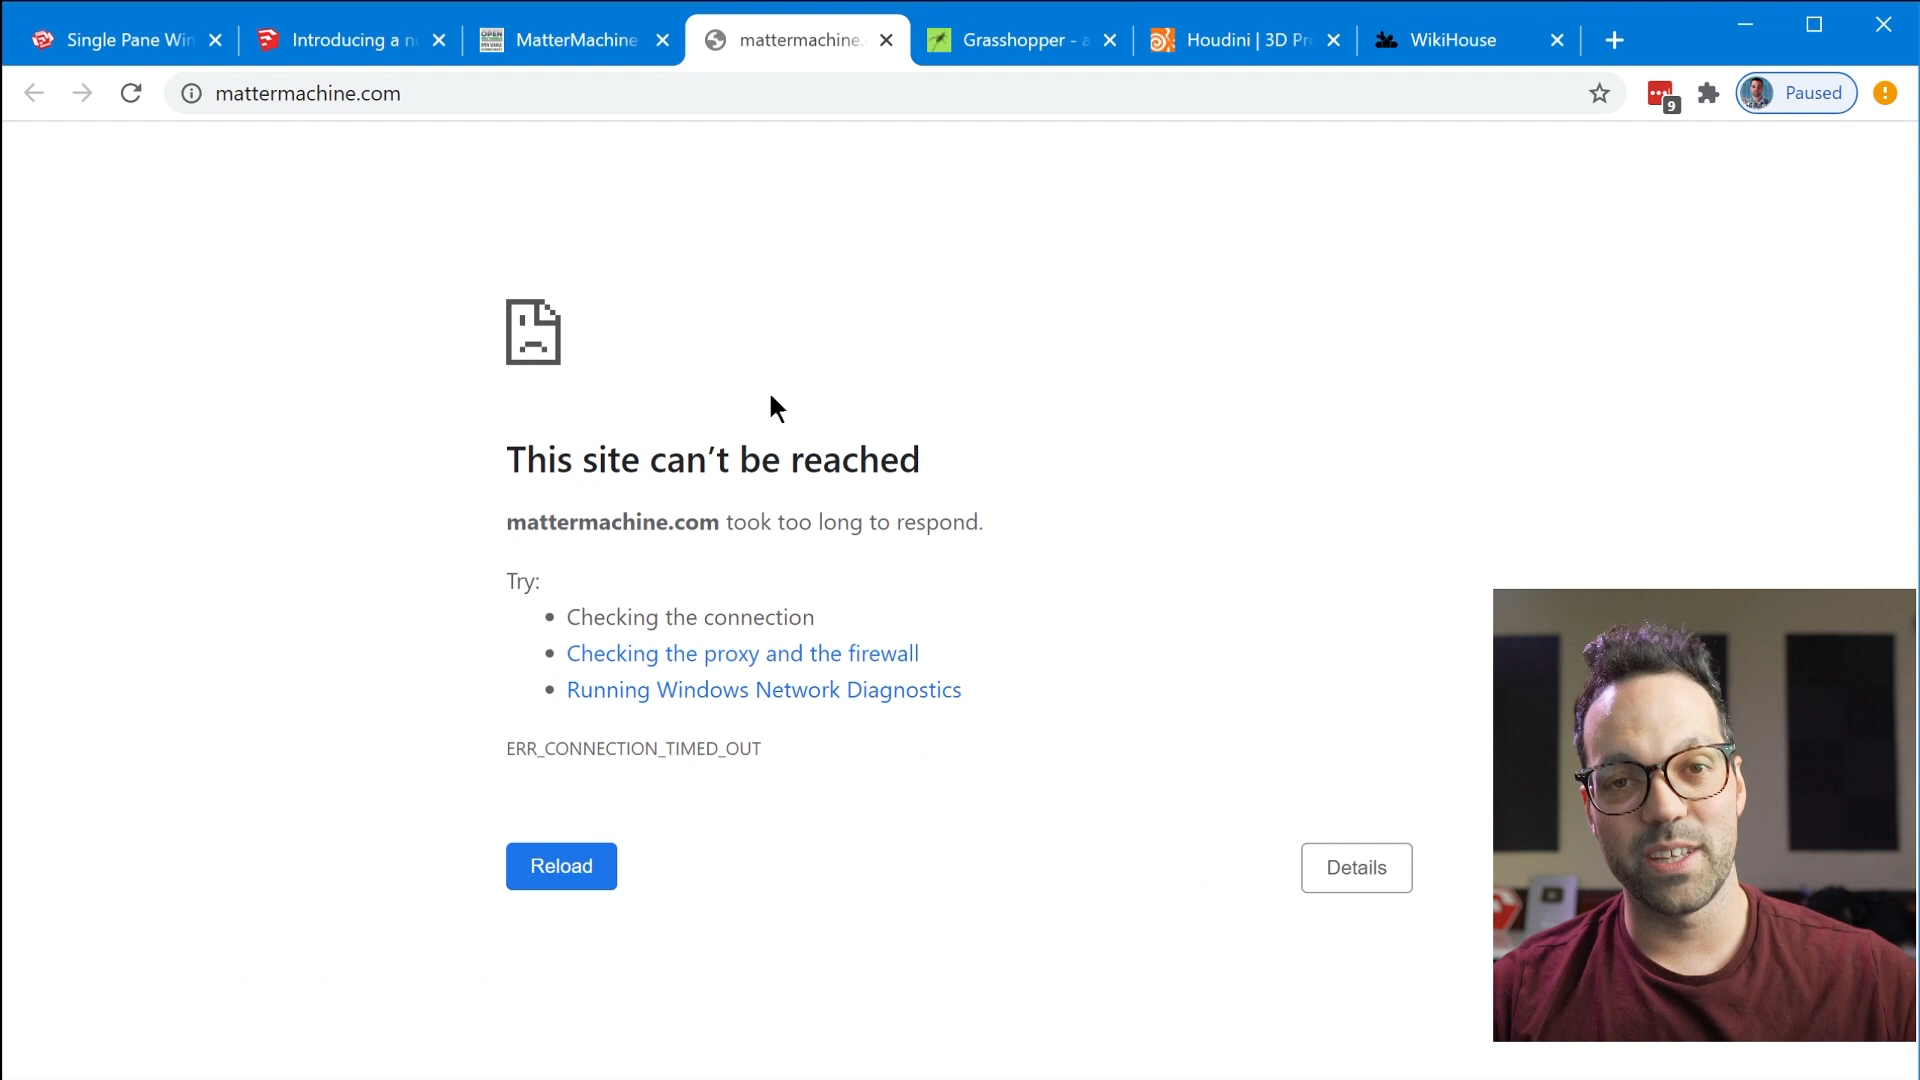 Single Pane Win
Introducing a n
OPEN
MatterMachine
mattermachine.
Grasshopper - a
Houdini | 3D Pr
WikiHouse
mattermachine.com
9
Paused
This site can’t be reached
mattermachine.com took too long to respond.
Try:
Checking the connection
Checking the proxy and the firewall
Running Windows Network Diagnostics
ERR_CONNECTION_TIMED_OUT
Reload
Details